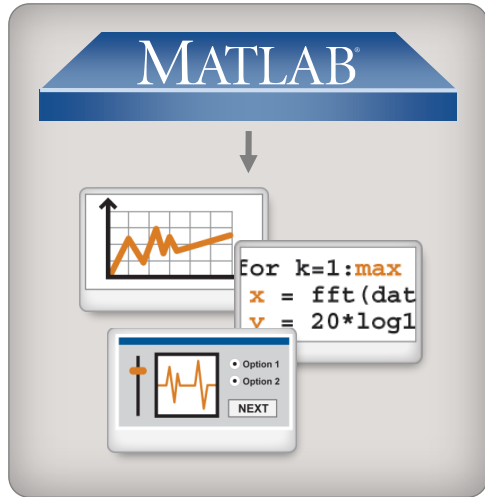 MATLAB®
for k=1:max
x = fft(dat
y = 20*log1
Option 1
Option 2
NEXT